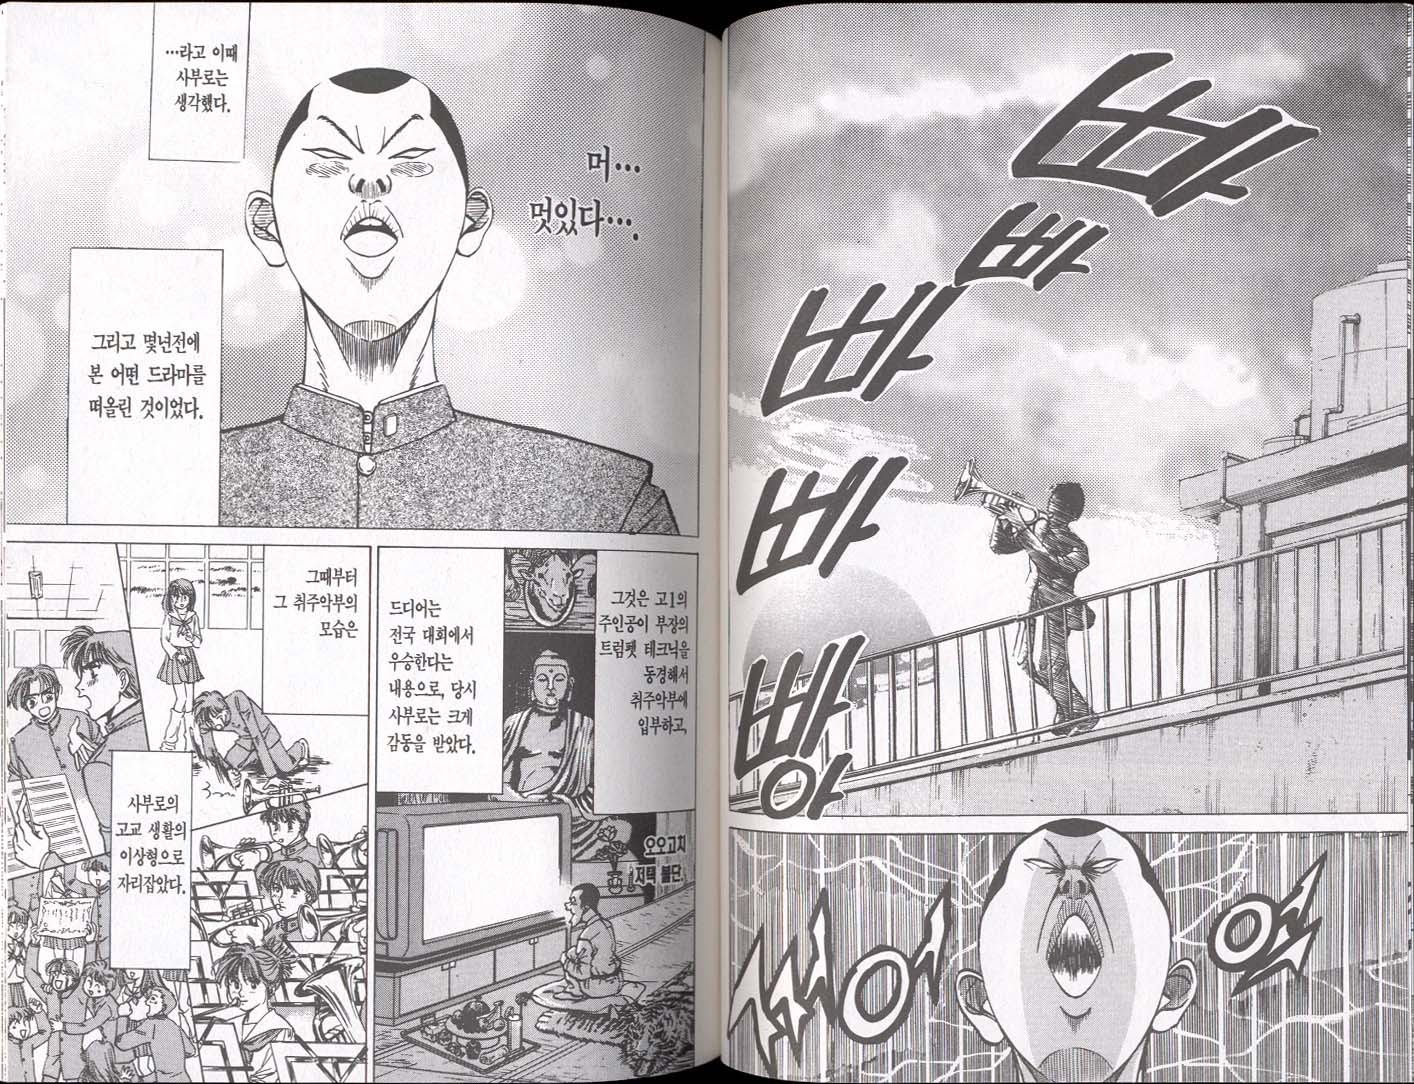 빠
빠
빠
빠
빵
쩌어언
머…
멋있다….
…라고 이때
사부로는
생각했다.
그리고 몇년전에
본 어떤 드라마를
떠올린 것이었다.
그것은 고1의
주인공이 부장의
트럼펫 테크닉을
동경해서
취주악부에
입부하고,
오오고치
저택 불단.
드디어는
전국 대회에서
우승한다는
내용으로, 당시
사부로는 크게
감동을 받았다.
그때부터
그 취주악부의
모습은
사부로의
고교 생활의
이상형으로
자리잡았다.